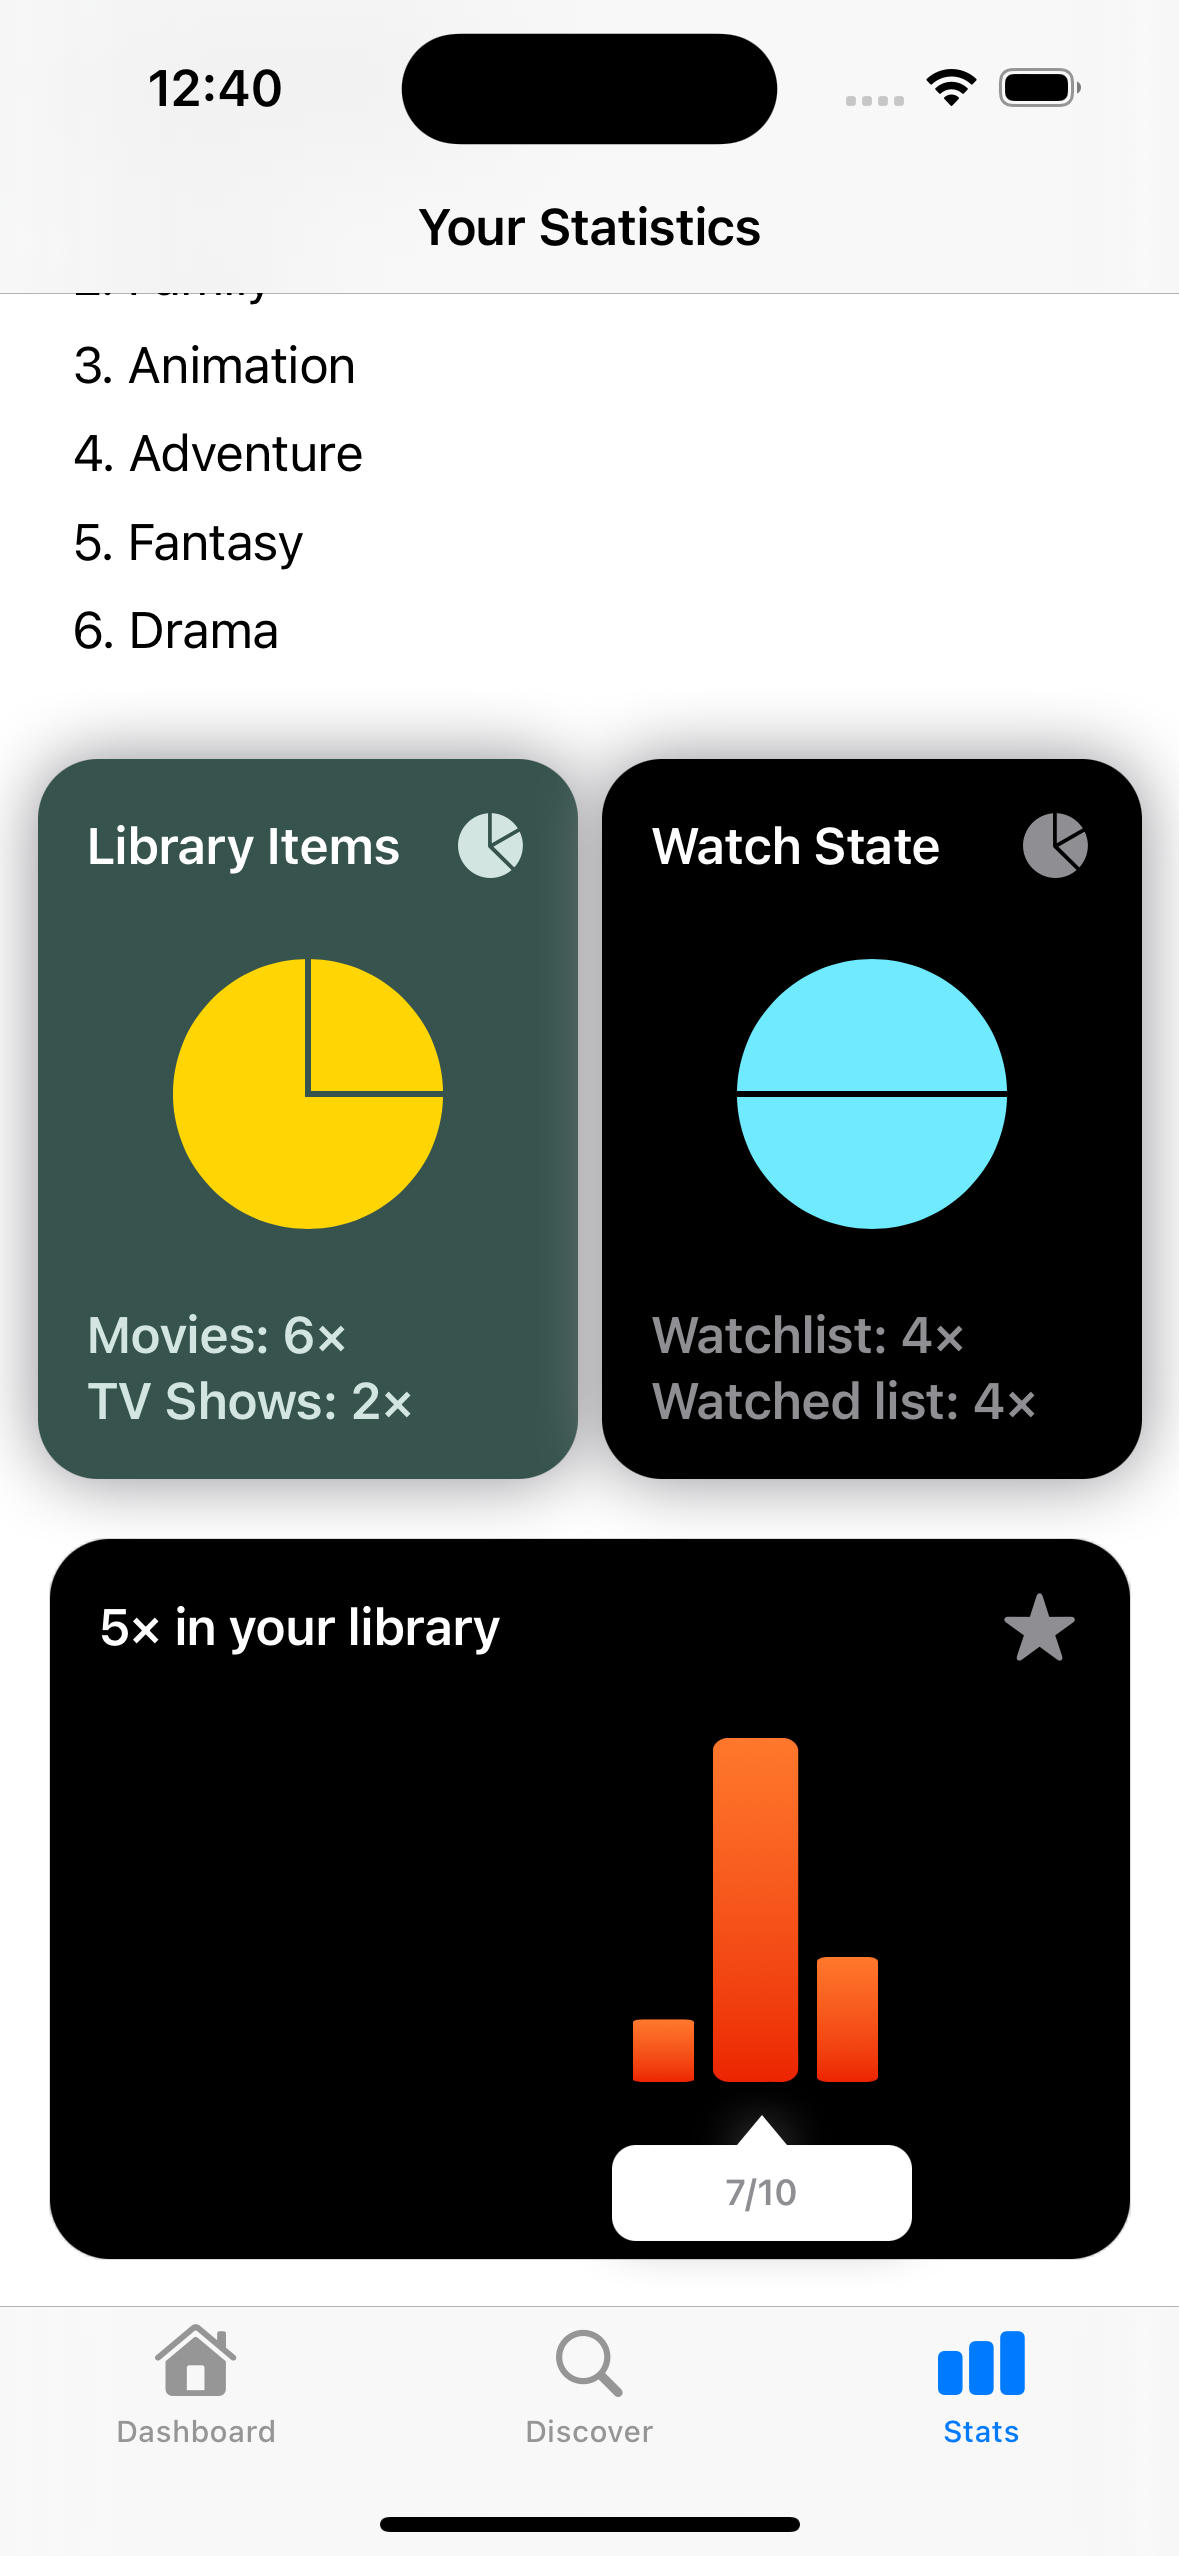 12:40
Your Statistics
3. Animation
4. Adventure
5. Fantasy
6. Drama
Library Items
Watch State
Movies: 6×
TV Shows: 2×
Watchlist: 4×
Watched list: 4×
5× in your library
7/10
Dashboard
Discover
Stats